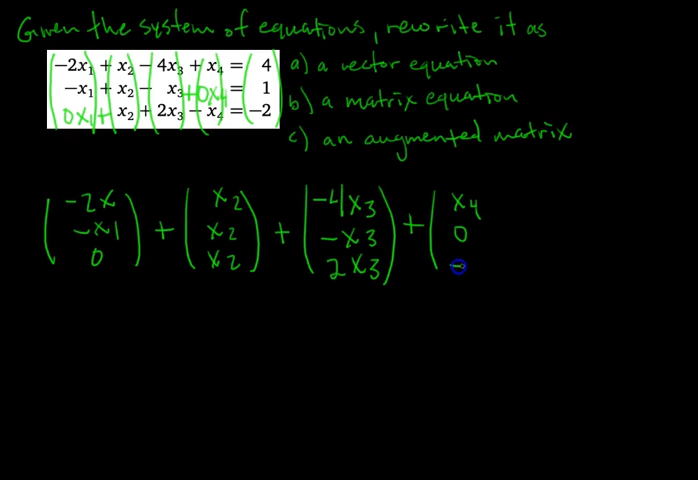 Given the system of equations, rewrite it as
−2x₁ + x₂ − 4x₃ + x₄ = 4 a) a vector equation
−x₁ + x₂ − x₃ +0x₄ = 1 b) a matrix equation
0x₁ + x₂ + 2x₃ − x₄ = −2 c) an augmented matrix
(-2x -x1 0) + (x2 x2 x2) + (-4x3 -x3 2x3) + (x4 0 -